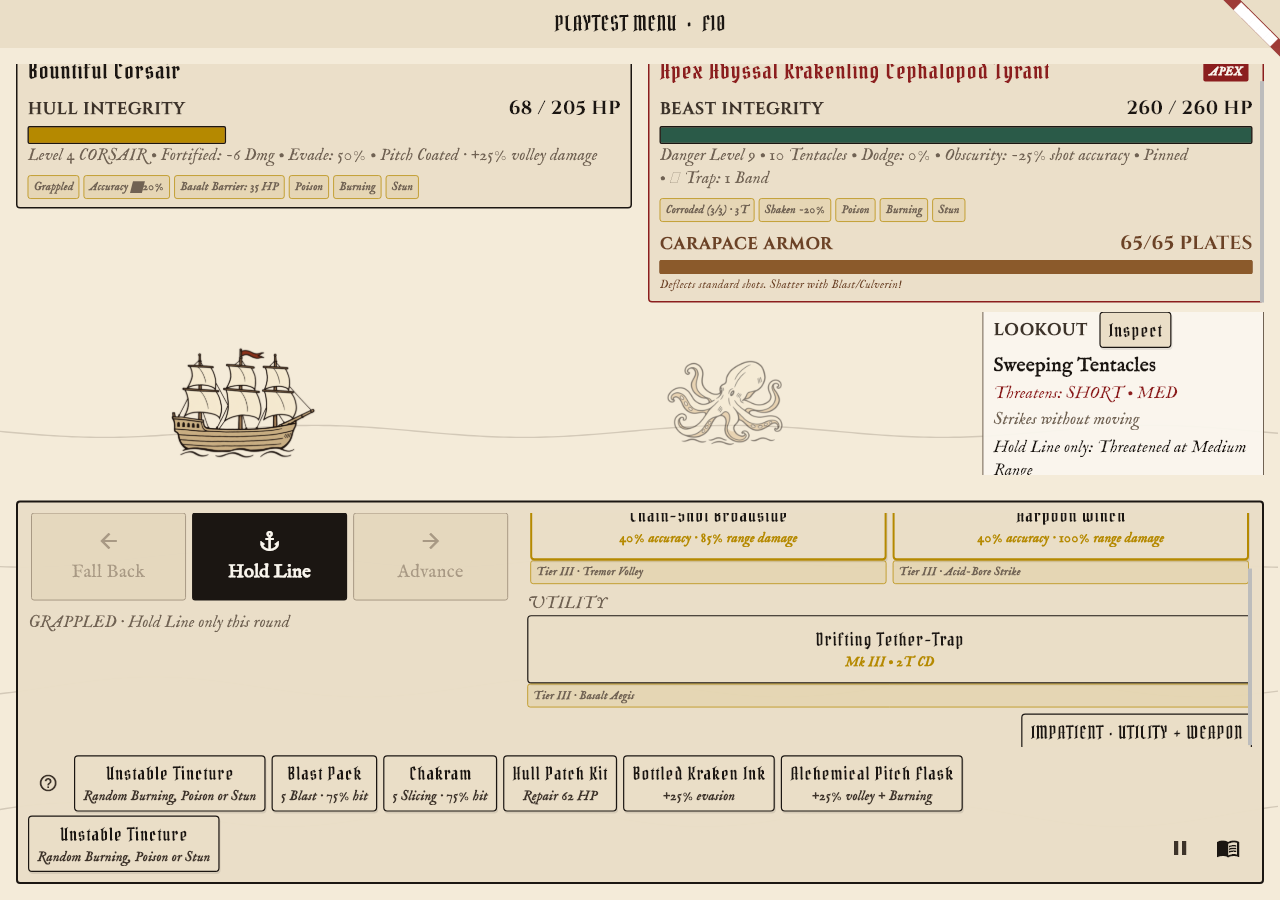 PLAYTEST MENU · F10
Bountiful Corsair
HULL INTEGRITY
68 / 205 HP
Level 4 CORSAIR • Fortified: -6 Dmg • Evade: 50% • Pitch Coated · +25% volley damage
Grappled
Accuracy 20%
Basalt Barrier: 35 HP
Poison
Burning
Stun
Apex Abyssal Krakenling Cephalopod Tyrant
APEX
BEAST INTEGRITY
260 / 260 HP
Danger Level 9 • 10 Tentacles • Dodge: 0% • Obscurity: -25% shot accuracy • Pinned
• Trap: 1 Band
Corroded (3/3) · 3T
Shaken -20%
Poison
Burning
Stun
CARAPACE ARMOR
65/65 PLATES
Deflects standard shots. Shatter with Blast/Culverin!
LOOKOUT
Inspect
Sweeping Tentacles
Threatens: SHORT • MED
Strikes without moving
Hold Line only: Threatened at Medium
Range
Fall Back
Hold Line
Advance
GRAPPLED · Hold Line only this round
Chain-Shot Broadside
40% accuracy · 85% range damage
Tier III · Tremor Volley
Harpoon Winch
40% accuracy · 100% range damage
Tier III · Acid-Bore Strike
UTILITY
Drifting Tether-Trap
Mk III • 2T CD
Tier III · Basalt Aegis
IMPATIENT · UTILITY + WEAPON
Unstable Tincture
Random Burning, Poison or Stun
Blast Pack
5 Blast · 75% hit
Chakram
5 Slicing · 75% hit
Hull Patch Kit
Repair 62 HP
Bottled Kraken Ink
+25% evasion
Alchemical Pitch Flask
+25% volley + Burning
Unstable Tincture
Random Burning, Poison or Stun